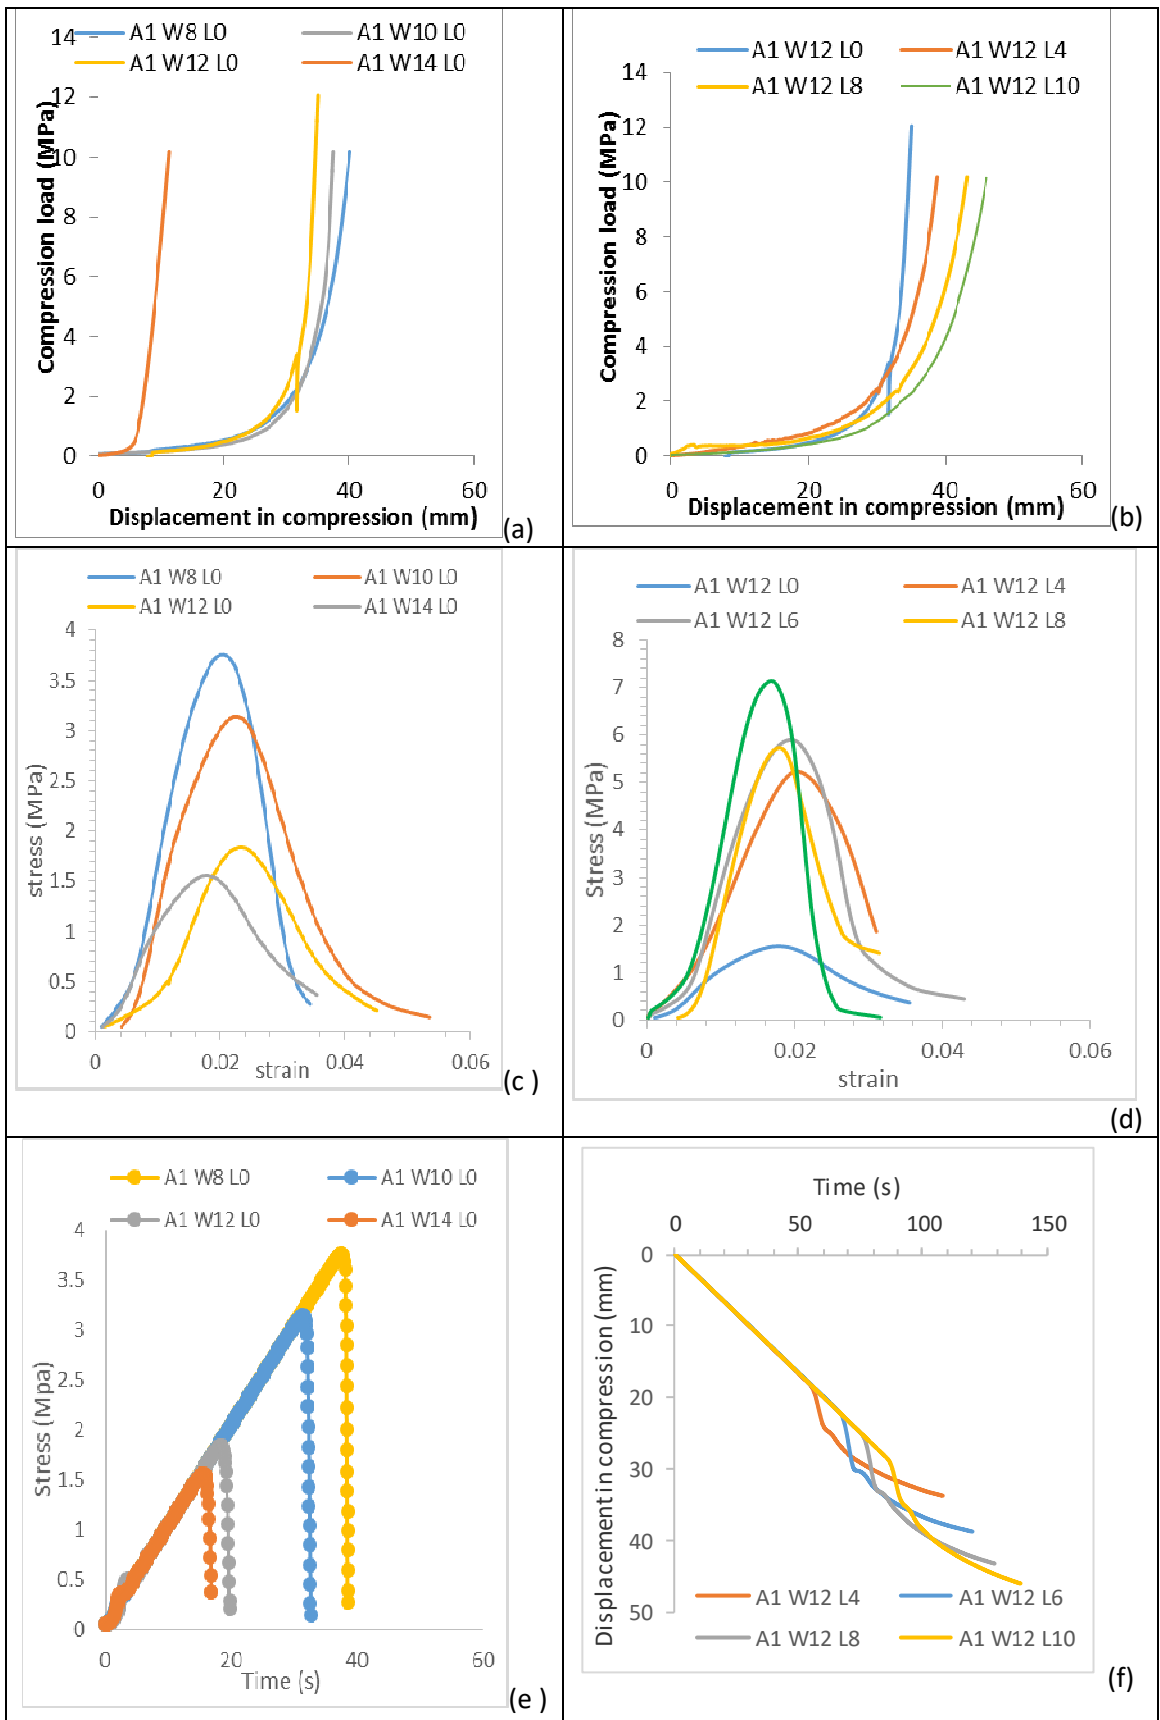 A1 W8 L0
A1 W10 L0
A1 W12 L0
A1 W14 L0
14
12
10
8
6
4
2
0
Compression load (MPa)
0 20 40 60
Displacement in compression (mm)
(a)
A1 W12 L0
A1 W12 L4
A1 W12 L8
A1 W12 L10
14
12
10
8
6
4
2
0
Compression load (MPa)
0 20 40 60
Displacement in compression (mm)
(b)
A1 W8 L0
A1 W10 L0
A1 W12 L0
A1 W14 L0
4
3.5
3
2.5
2
1.5
1
0.5
0
stress (MPa)
0 0.02 0.04 0.06
strain
(c )
A1 W12 L0
A1 W12 L4
A1 W12 L6
A1 W12 L8
8
7
6
5
4
3
2
1
0
Stress (MPa)
0 0.02 0.04 0.06
strain
(d)
A1 W8 L0
A1 W10 L0
A1 W12 L0
A1 W14 L0
4
3.5
3
2.5
2
1.5
1
0.5
0
Stress (Mpa)
0 20 40 60
Time (s)
(e )
Time (s)
0 50 100 150
0
10
20
30
40
50
Displacement in compression (mm)
A1 W12 L4
A1 W12 L6
A1 W12 L8
A1 W12 L10
(f)